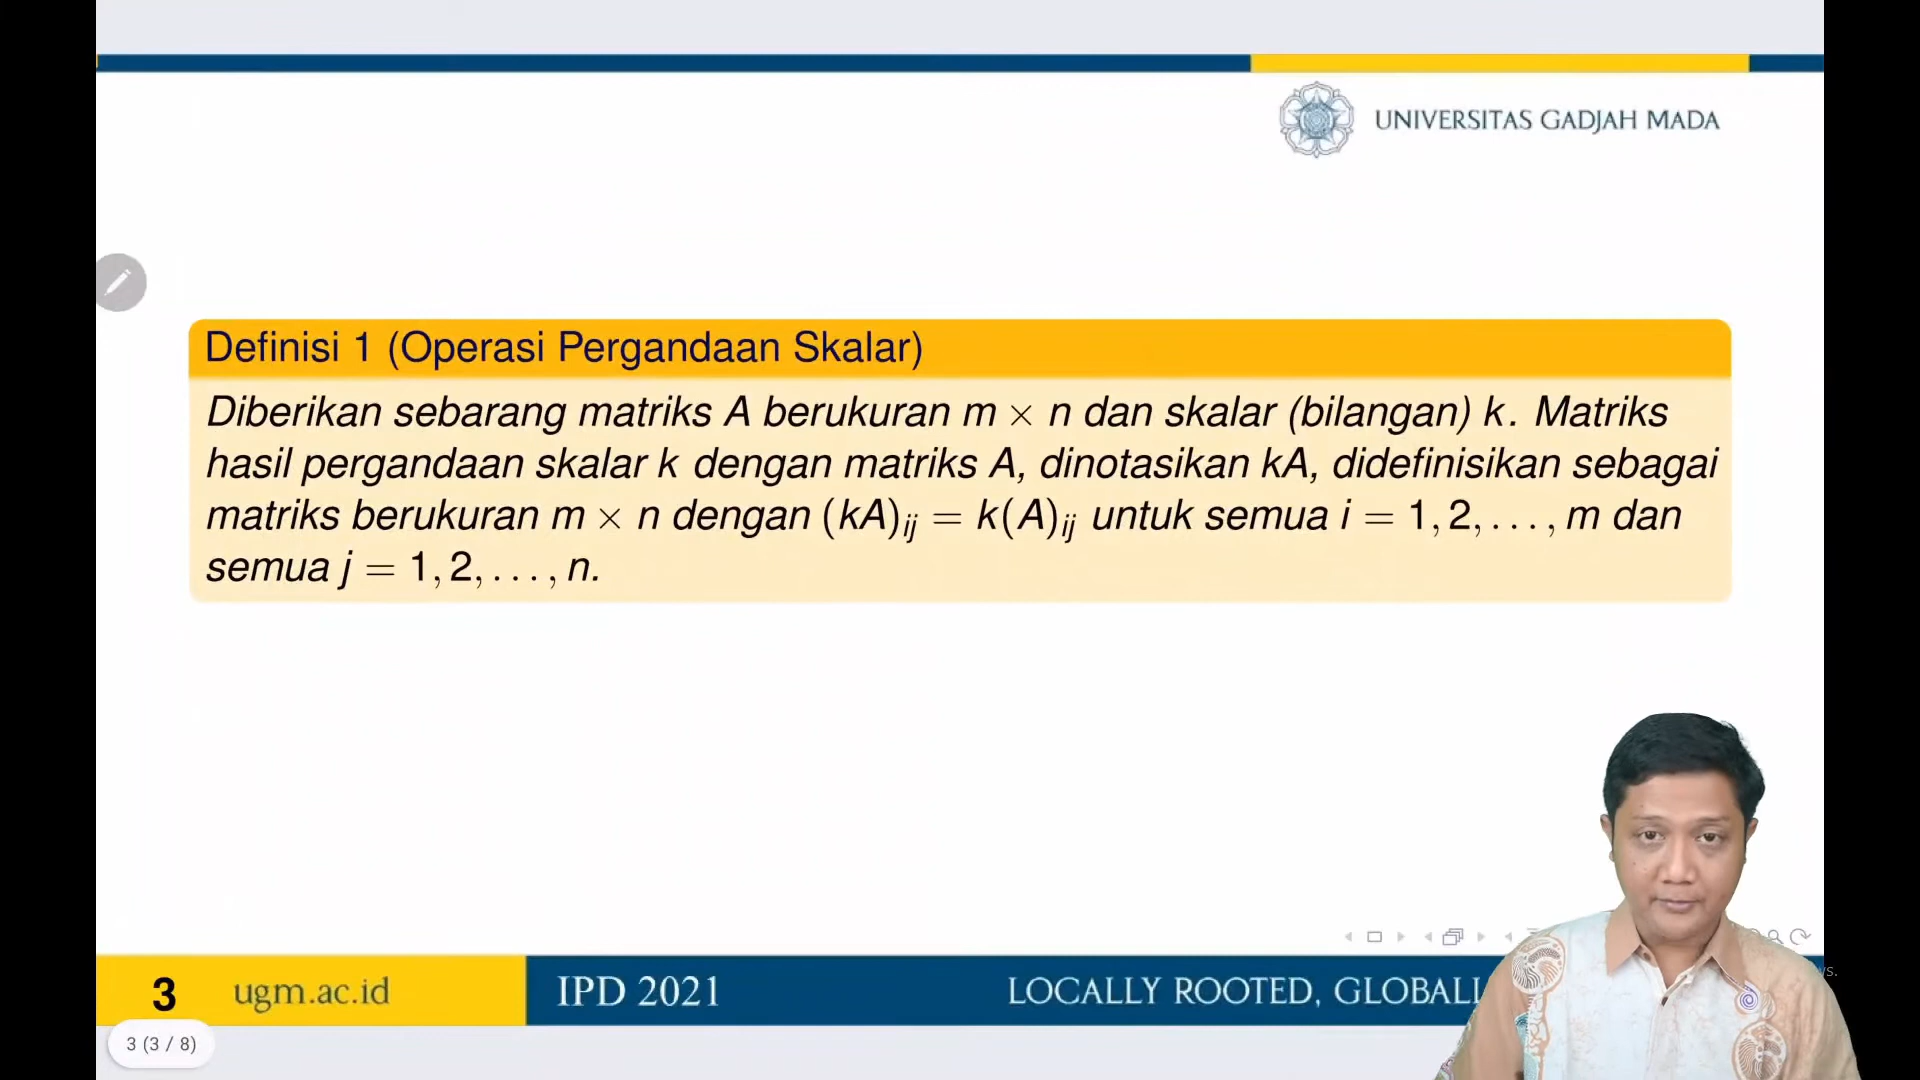 UNIVERSITAS GADJAH MADA
Definisi 1 (Operasi Pergandaan Skalar)
Diberikan sebarang matriks A berukuran m × n dan skalar (bilangan) k. Matriks
hasil pergandaan skalar k dengan matriks A, dinotasikan kA, didefinisikan sebagai
matriks berukuran m × n dengan (kA)ij = k(A)ij untuk semua i = 1, 2, . . . , m dan
semua j = 1, 2, . . . , n.
3 ugm.ac.id IPD 2021 LOCALLY ROOTED,
3 (3 / 8)